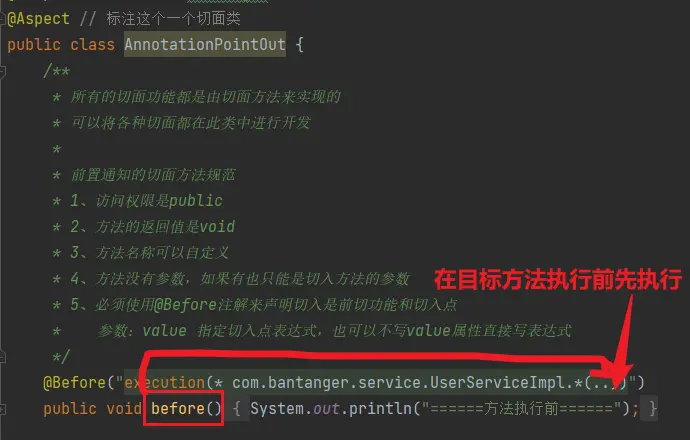 @Aspect // 标注这个一个切面类
public class AnnotationPointOut {
/**
* 所有的切面功能都是由切面方法来实现的
* 可以将各种切面都在此类中进行开发
*
* 前置通知的切面方法规范
* 1、访问权限是public
* 2、方法的返回值是void
* 3、方法名称可以自定义
* 4、方法没有参数，如果有也只能是切入方法的参数
在目标方法执行前先执行
* 5、必须使用@Before注解来声明切入是前切功能和切入点
* 参数：value 指定切入点表达式，也可以不写value属性直接写表达式
*/
@Before("execution(* com.bantanger.service.UserServiceImpl.*(..))")
public void before() { System.out.println("======方法执行前======"); }